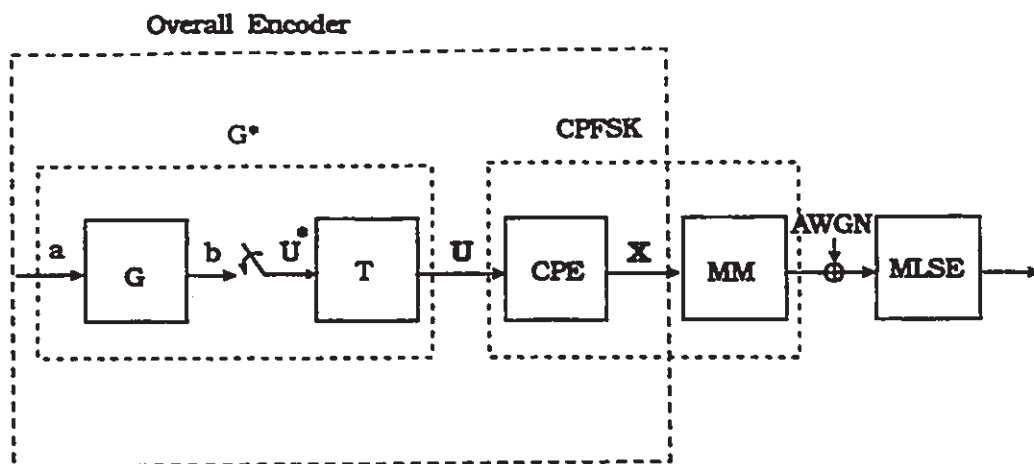 Overall Encoder
G*
CPFSK
a
G
b
U*
T
U
CPE
X
MM
AWGN
MLSE